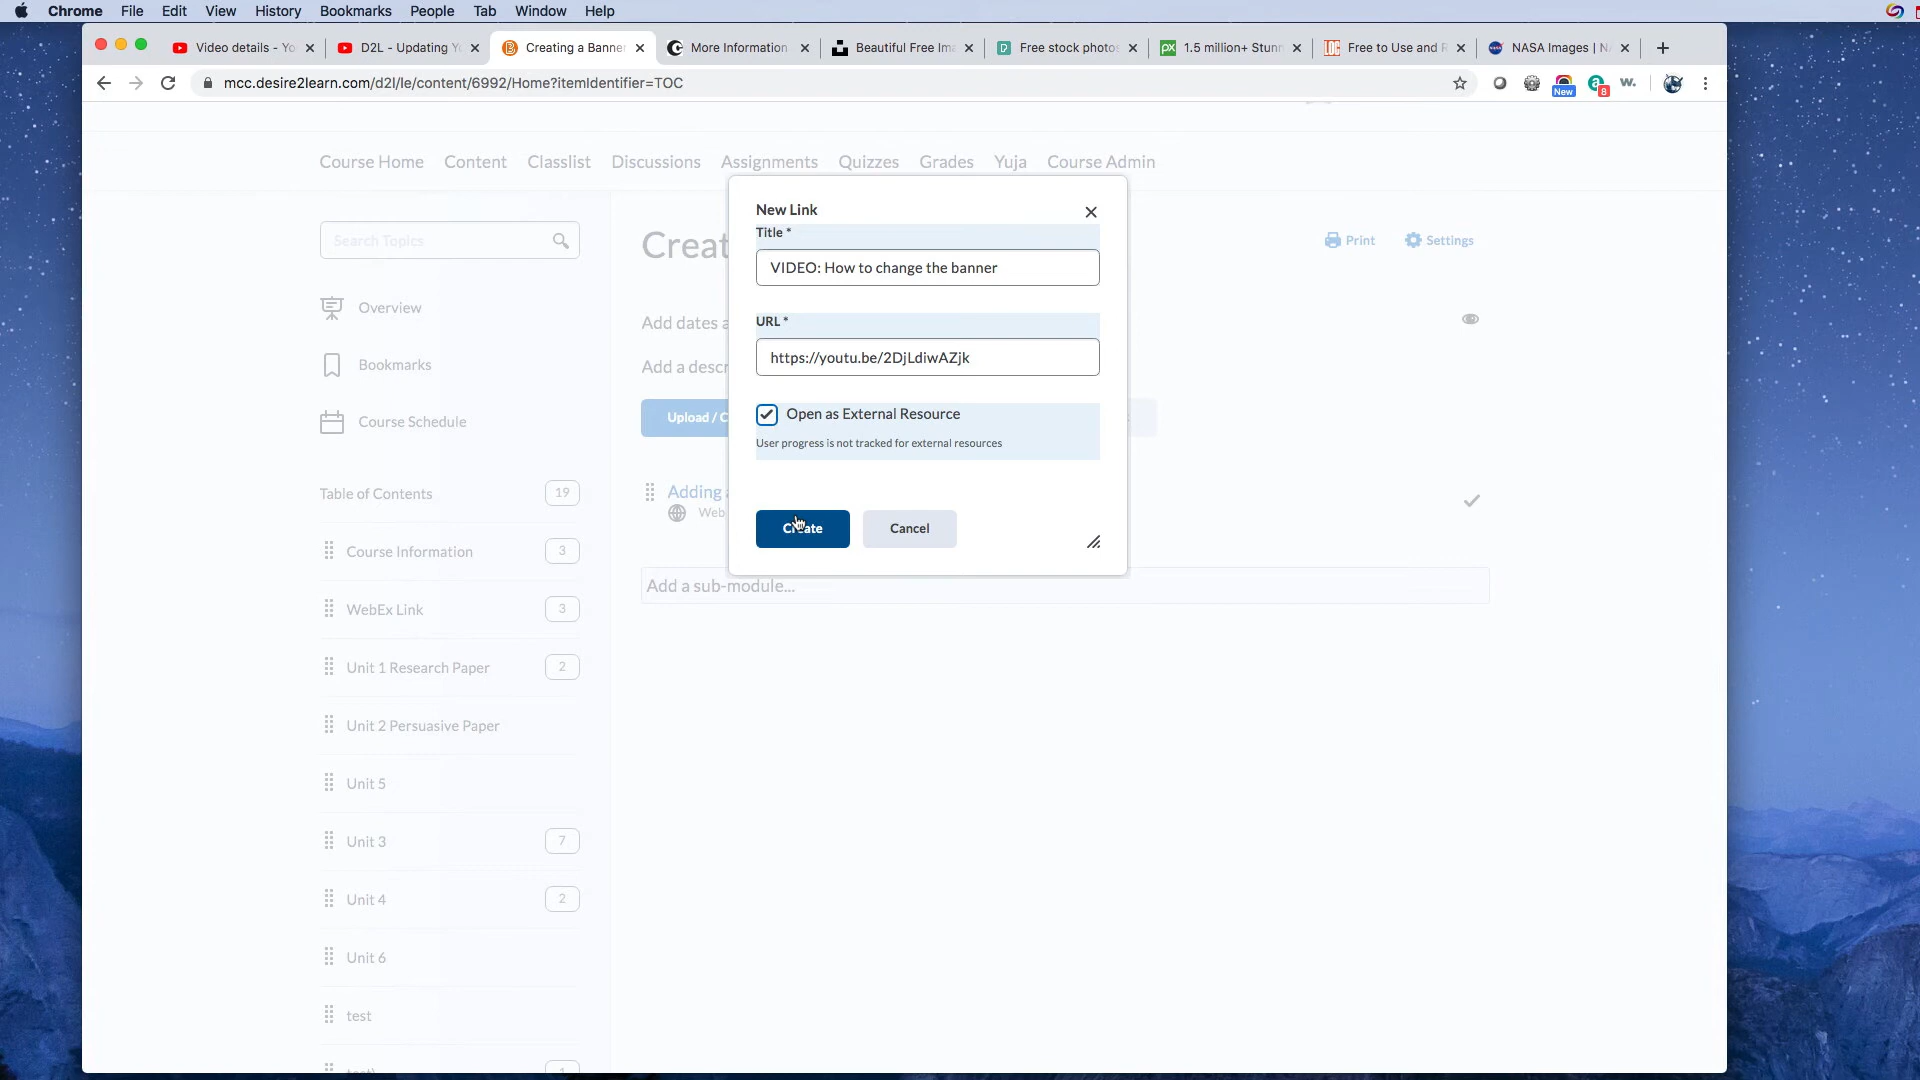 Chrome File Edit View History Bookmarks People Tab Window Help
Video details - Yo D2L - Updating Y Creating a Banner More Information Beautiful Free Ima Free stock photos 1.5 million+ Stunn Free to Use and R NASA Images | N
mcc.desire2learn.com/d2l/le/content/6992/Home?itemIdentifier=TOC
New 8
Course Home Content Classlist Discussions Assignments Quizzes Grades Yuja Course Admin
New Link
Title *
VIDEO: How to change the banner
URL *
https://youtu.be/2DjLdiwAZjk
Open as External Resource
User progress is not tracked for external resources
Create Cancel
Search Topics
Creat
Print Settings
Overview
Add dates a
Bookmarks
Add a descr
Upload / C
Course Schedule
Table of Contents 19
Adding a
Web
Course Information 3
Add a sub-module...
WebEx Link 3
Unit 1 Research Paper 2
Unit 2 Persuasive Paper
Unit 5
Unit 3 7
Unit 4 2
Unit 6
test